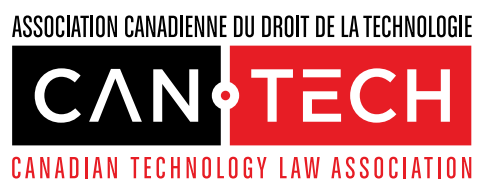 ASSOCIATION CANADIENNE DU DROIT DE LA TECHNOLOGIE
CAN TECH
CANADIAN TECHNOLOGY LAW ASSOCIATION